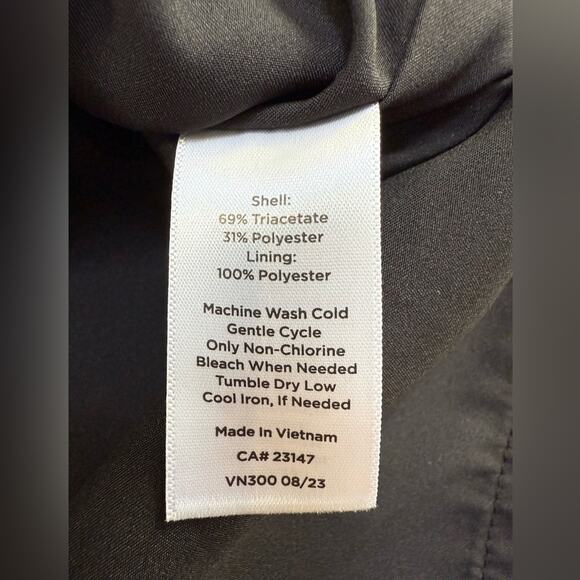 Shell:
69% Triacetate
31% Polyester
Lining:
100% Polyester
Machine Wash Cold
Gentle Cycle
Only Non-Chlorine
Bleach When Needed
Tumble Dry Low
Cool Iron, If Needed
Made In Vietnam
CA# 23147
VN300 08/23